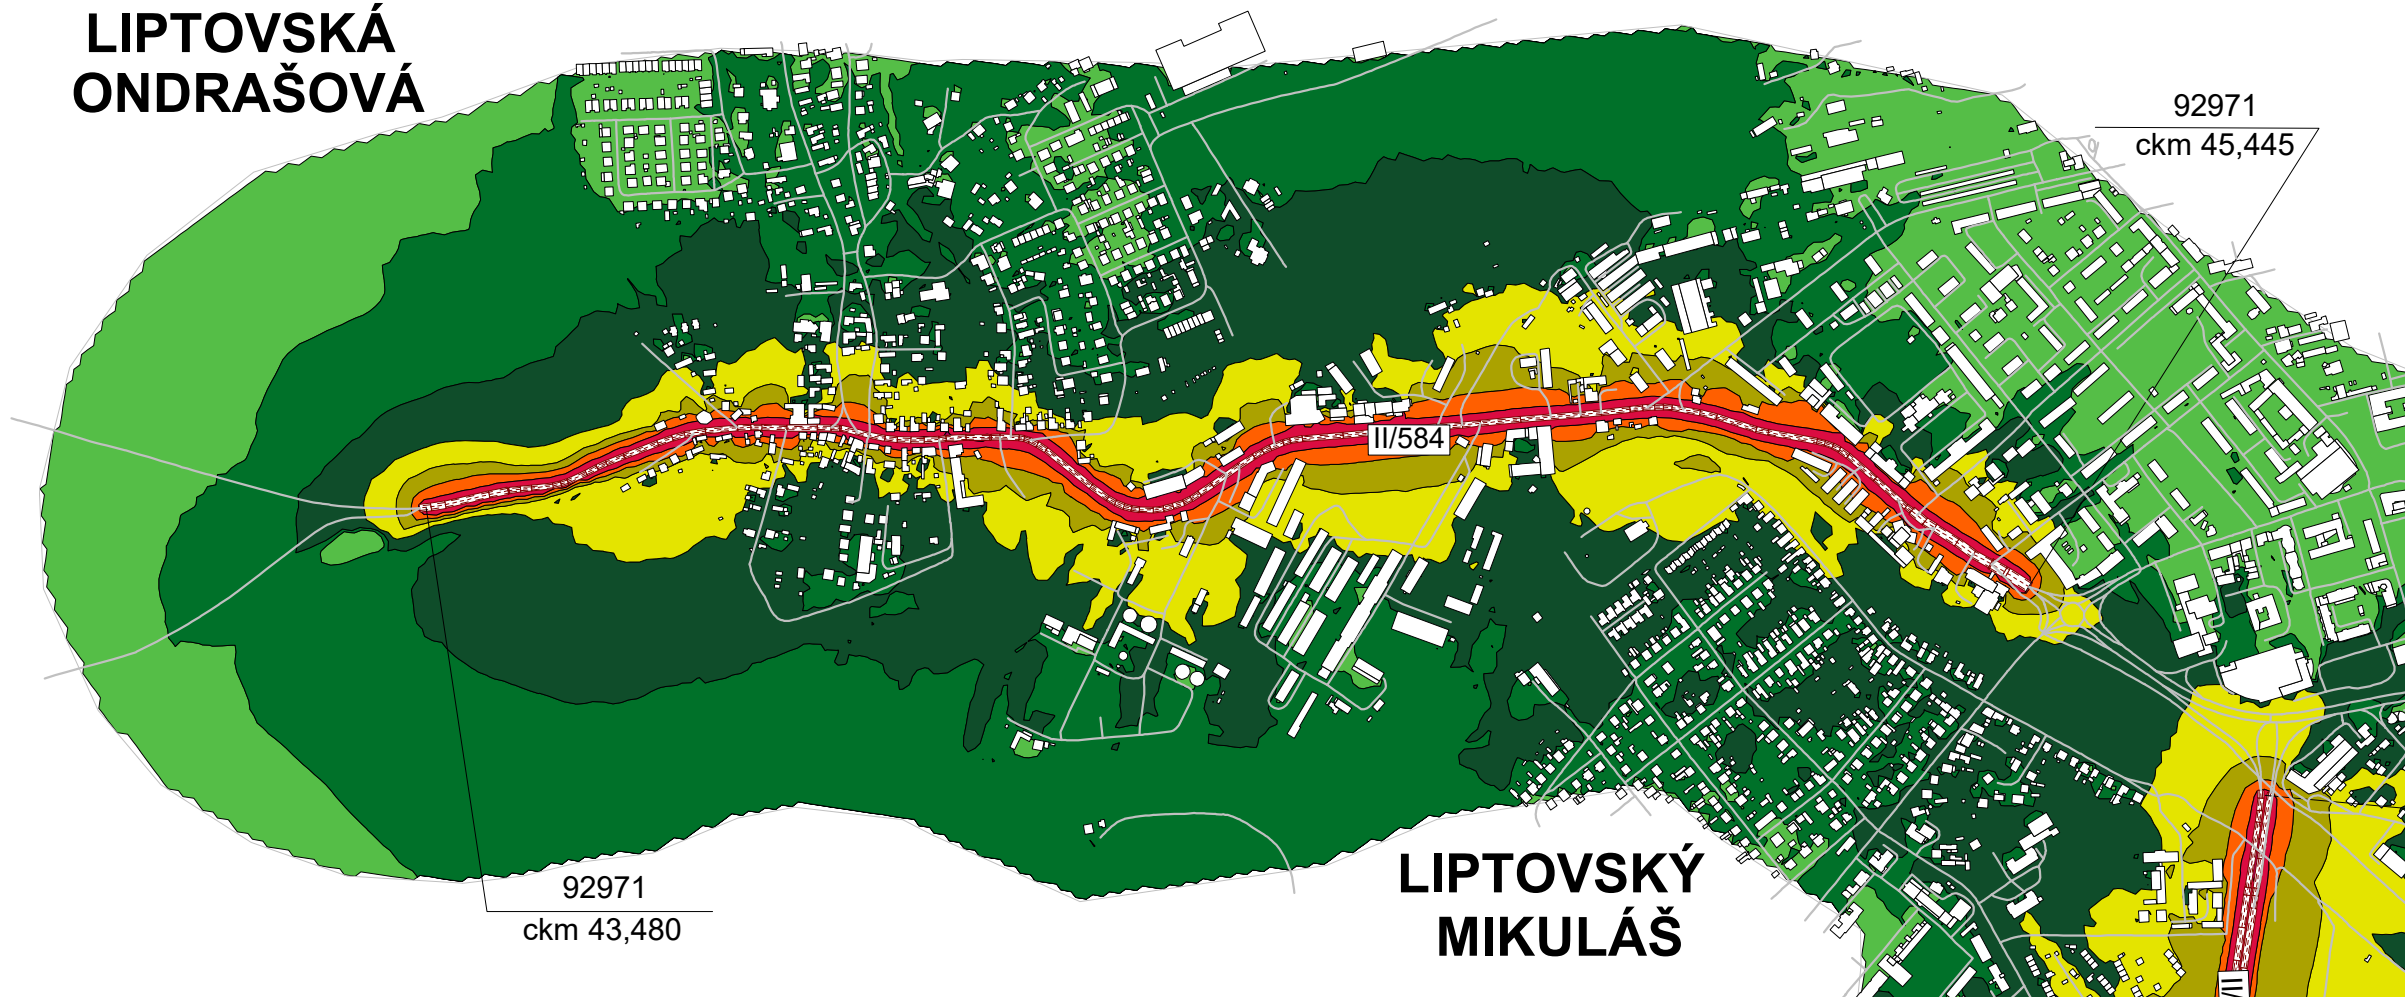 LIPTOVSKÁ
ONDRAŠOVÁ
92971
ckm 45,445
II/584
LIPTOVSKÝ
MIKULÁŠ
92971
ckm 43,480